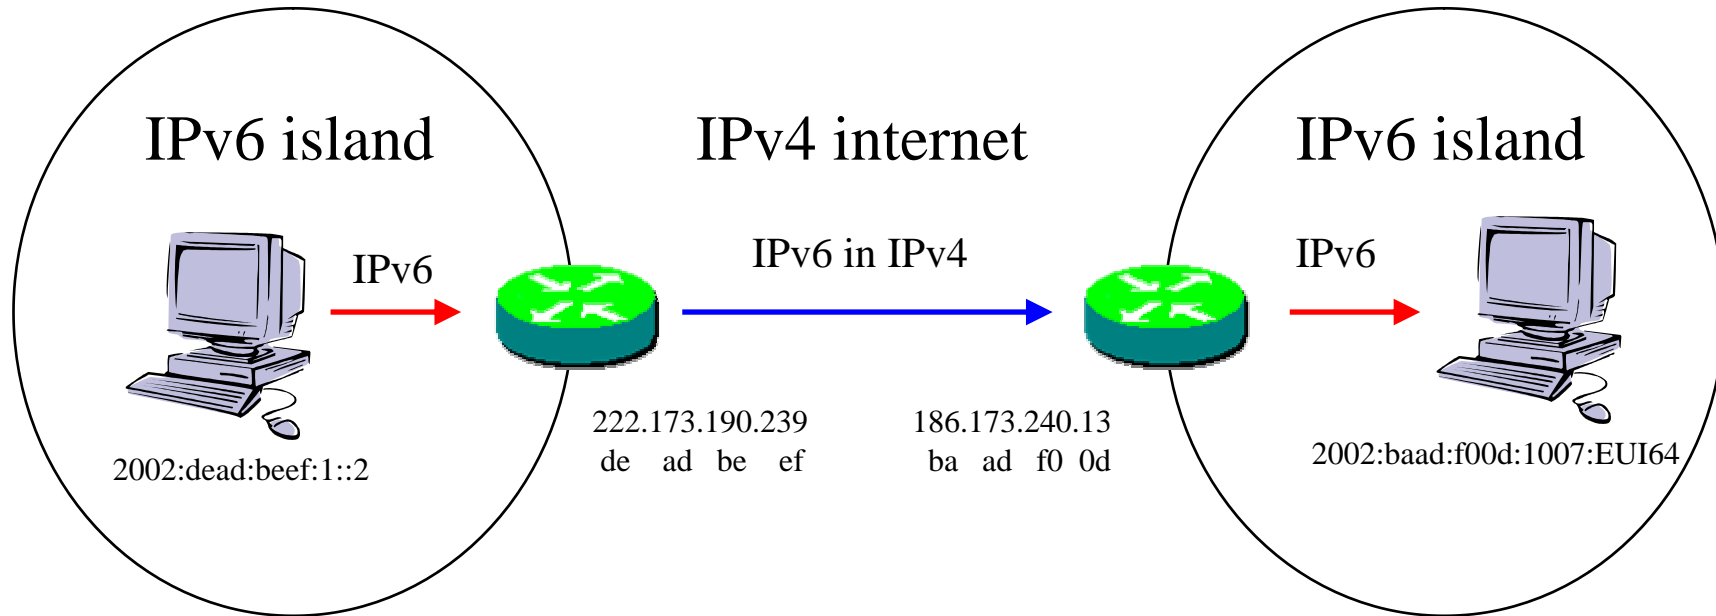 IPv6 island
IPv4 internet
IPv6 island
IPv6
IPv6 in IPv4
IPv6
222.173.190.239
de ad be ef
186.173.240.13
ba ad f0 0d
2002:dead:beef:1::2
2002:baad:f00d:1007:EUI64